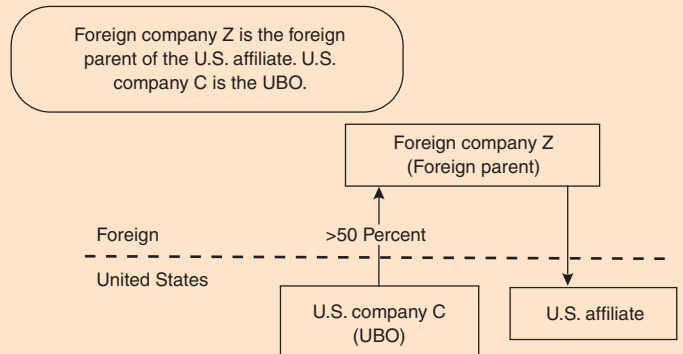 Foreign company Z is the foreign
parent of the U.S. affiliate. U.S.
company C is the UBO.
Foreign company Z
(Foreign parent)
Foreign
>50 Percent
United States
U.S. company C
(UBO)
U.S. affiliate